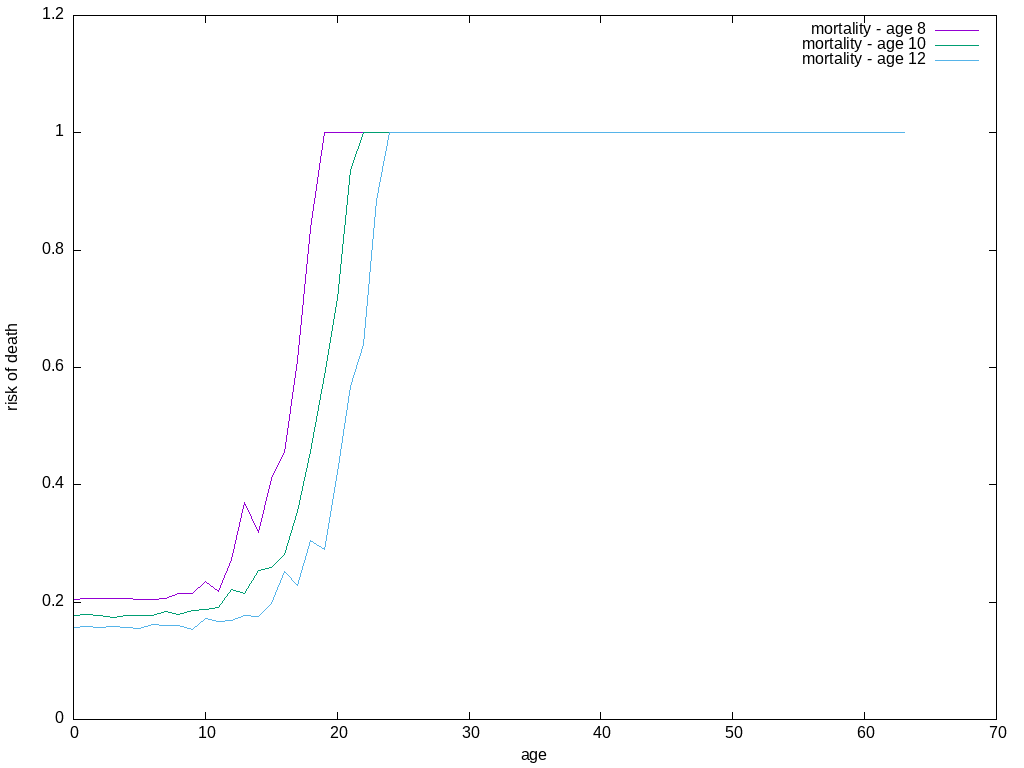 1.2
mortality - age 8
mortality - age 10
mortality - age 12
1
0.8
0.6
risk of death
0.4
0.2
0
0 10 20 30 40 50 60 70
age